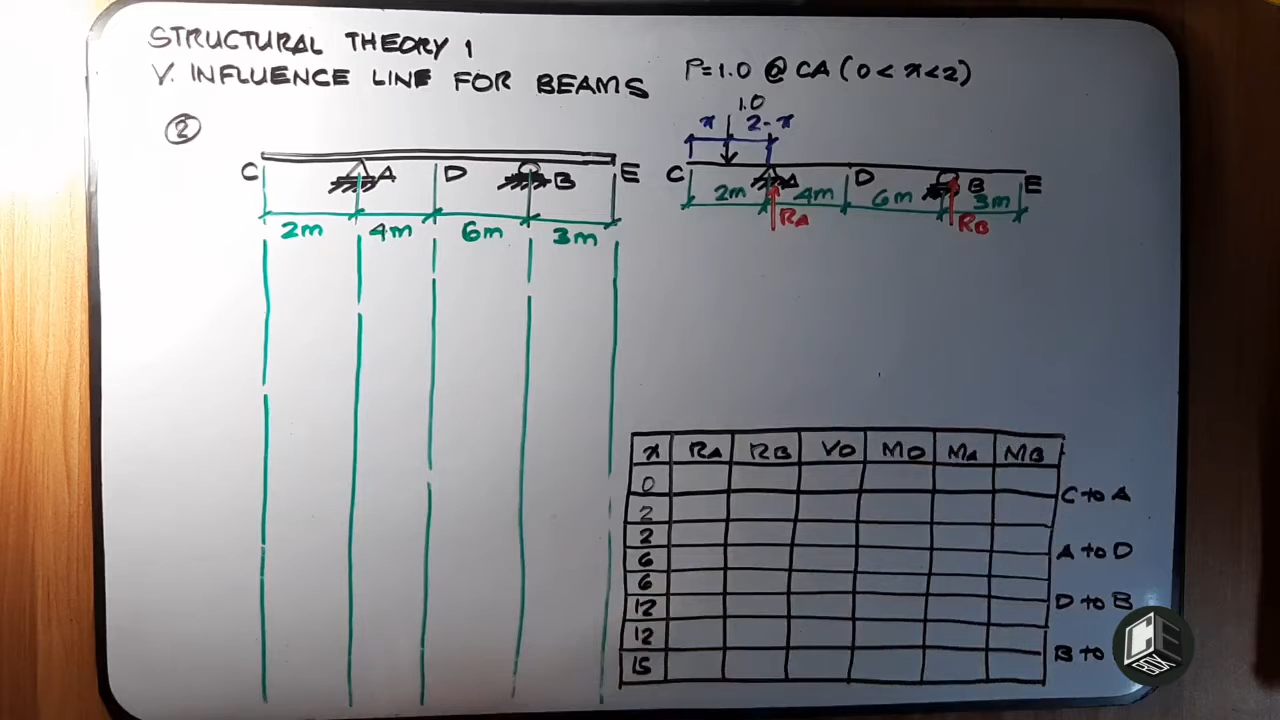 STRUCTURAL THEORY 1
V. INFLUENCE LINE FOR BEAMS
P=1.0 @ CA (0 < x < 2)
②
C A D B E
2m 4m 6m 3m
1.0
x 2-x
C A D B E
2m 4m 6m 3m
RA RB
x RA RB VD MD MA MB
0
C to A
2
2
A to D
6
6
D to B
12
12
B to
15
CE
BOX